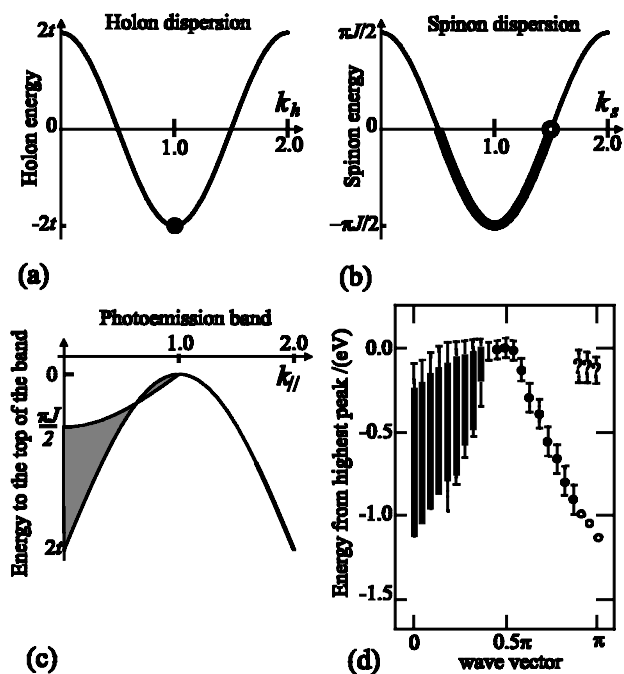 Holon dispersion
2t
0
-2t
Holon energy
k_h
1.0
2.0
(a)
Spinon dispersion
πJ/2
0
−πJ/2
Spinon energy
k_s
1.0
2.0
(b)
Photoemission band
1.0
2.0
k_//
0
πJ
2
2t
Energy to the top of the band
(c)
0.0
-0.5
-1.0
-1.5
Energy from highest peak /(eV)
0
0.5π
π
wave vector
(d)